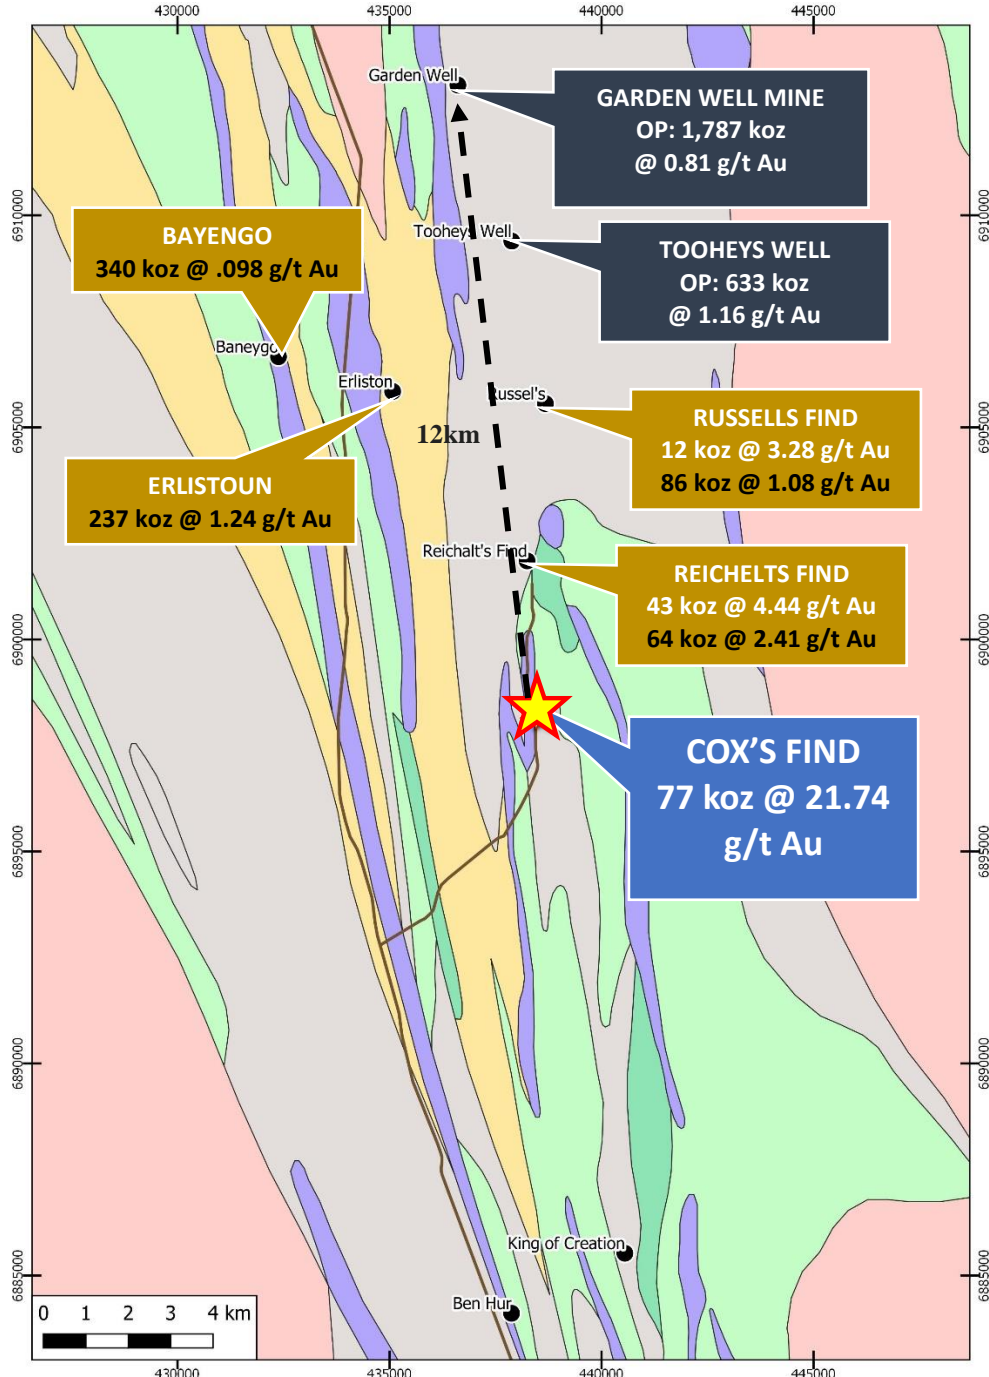 430000
435000
440000
445000
Garden Well
GARDEN WELL MINE
OP: 1,787 koz
@ 0.81 g/t Au
6910000
6910000
BAYENGO
340 koz @ .098 g/t Au
Tooheys Well
TOOHEYS WELL
OP: 633 koz
@ 1.16 g/t Au
Baneygo
Erliston
Russel's
RUSSELLS FIND
12 koz @ 3.28 g/t Au
86 koz @ 1.08 g/t Au
6905000
6905000
12km
ERLISTOUN
237 koz @ 1.24 g/t Au
Reichalt's Find
REICHELTS FIND
43 koz @ 4.44 g/t Au
64 koz @ 2.41 g/t Au
6900000
6900000
COX'S FIND
77 koz @ 21.74
g/t Au
6895000
6895000
6890000
6890000
King of Creation
6885000
6885000
Ben Hur
0 1 2 3 4 km
430000
435000
440000
445000